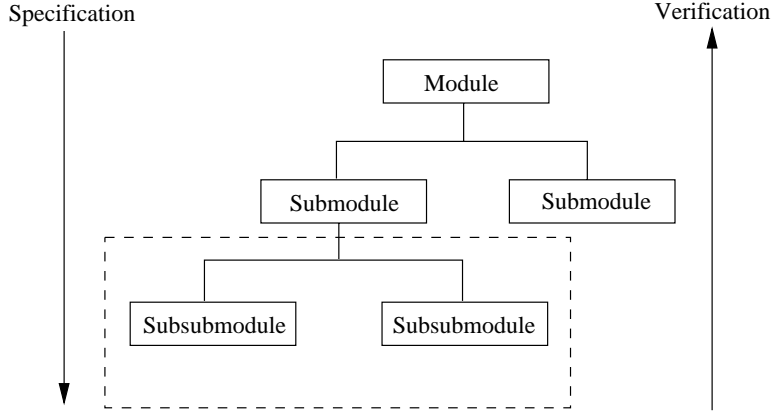 Specification
Verification
Module
Submodule
Submodule
Subsubmodule
Subsubmodule